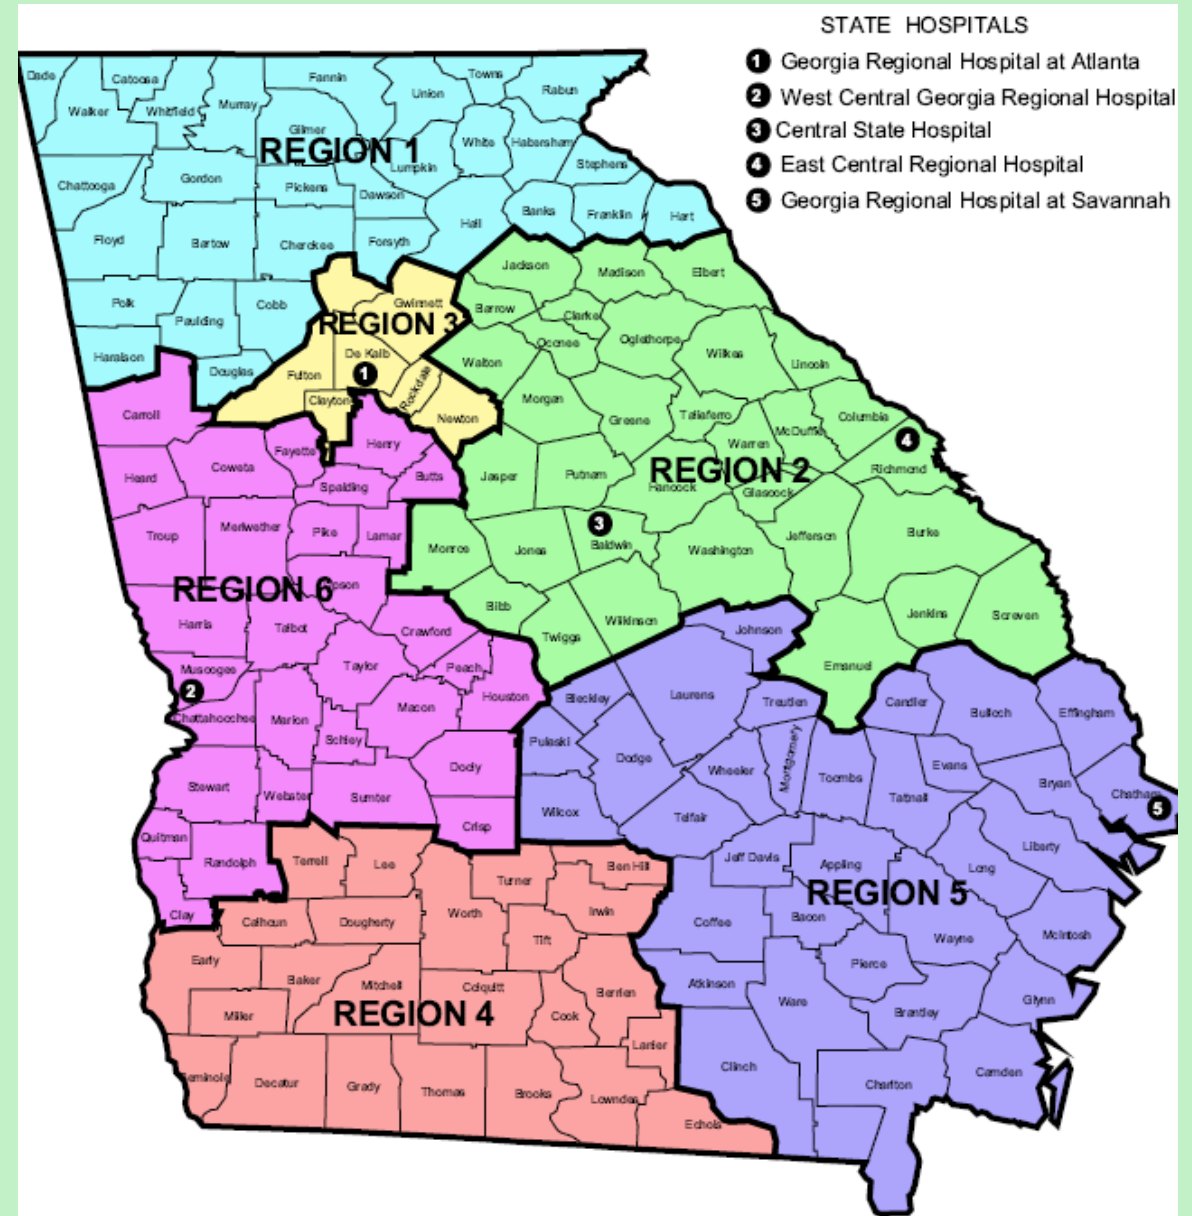 STATE HOSPITALS
1 Georgia Regional Hospital at Atlanta
2 West Central Georgia Regional Hospital
3 Central State Hospital
4 East Central Regional Hospital
5 Georgia Regional Hospital at Savannah
REGION 1
Dade
Catoosa
Fannin
Towns
Rabun
Union
Walker
Whitfield
Murray
Gilmer
White
Habersham
Lumpkin
Stephens
Chattooga
Gordon
Pickens
Dawson
Hall
Banks
Franklin
Hart
Floyd
Bartow
Cherokee
Forsyth
Polk
Paulding
Cobb
Haralson
Douglas
REGION 3
Gwinnett
De Kalb
1
Fulton
Clayton
Rockdale
Newton
REGION 2
Jackson
Madison
Elbert
Barrow
Clarke
Oconee
Oglethorpe
Wilkes
Lincoln
Walton
Morgan
Greene
Taliaferro
McDuffie
Columbia
Warren
4
Richmond
Jasper
Putnam
Hancock
Glascock
3
Monroe
Jones
Baldwin
Washington
Jefferson
Burke
Bibb
Twiggs
Wilkinson
Jenkins
Screven
Emanuel
REGION 6
Carroll
Henry
Heard
Coweta
Fayette
Spalding
Butts
Troup
Meriwether
Pike
Lamar
Harris
Talbot
Crawford
Muscogee
2
Taylor
Peach
Houston
Chattahoochee
Marion
Schley
Macon
Dooly
Stewart
Webster
Sumter
Crisp
Quitman
Randolph
Clay
REGION 5
Johnson
Bleckley
Laurens
Treutlen
Candler
Bulloch
Effingham
Pulaski
Dodge
Wheeler
Montgomery
Toombs
Evans
Tattnall
Bryan
Chatham
5
Wilcox
Telfair
Jeff Davis
Appling
Long
Liberty
Coffee
Bacon
Wayne
McIntosh
Atkinson
Ware
Pierce
Brantley
Glynn
Clinch
Charlton
Camden
REGION 4
Terrell
Lee
Turner
Ben Hill
Calhoun
Dougherty
Worth
Tift
Irwin
Early
Baker
Mitchell
Colquitt
Berrien
Miller
Cook
Lanier
Decatur
Grady
Thomas
Brooks
Lowndes
Echols